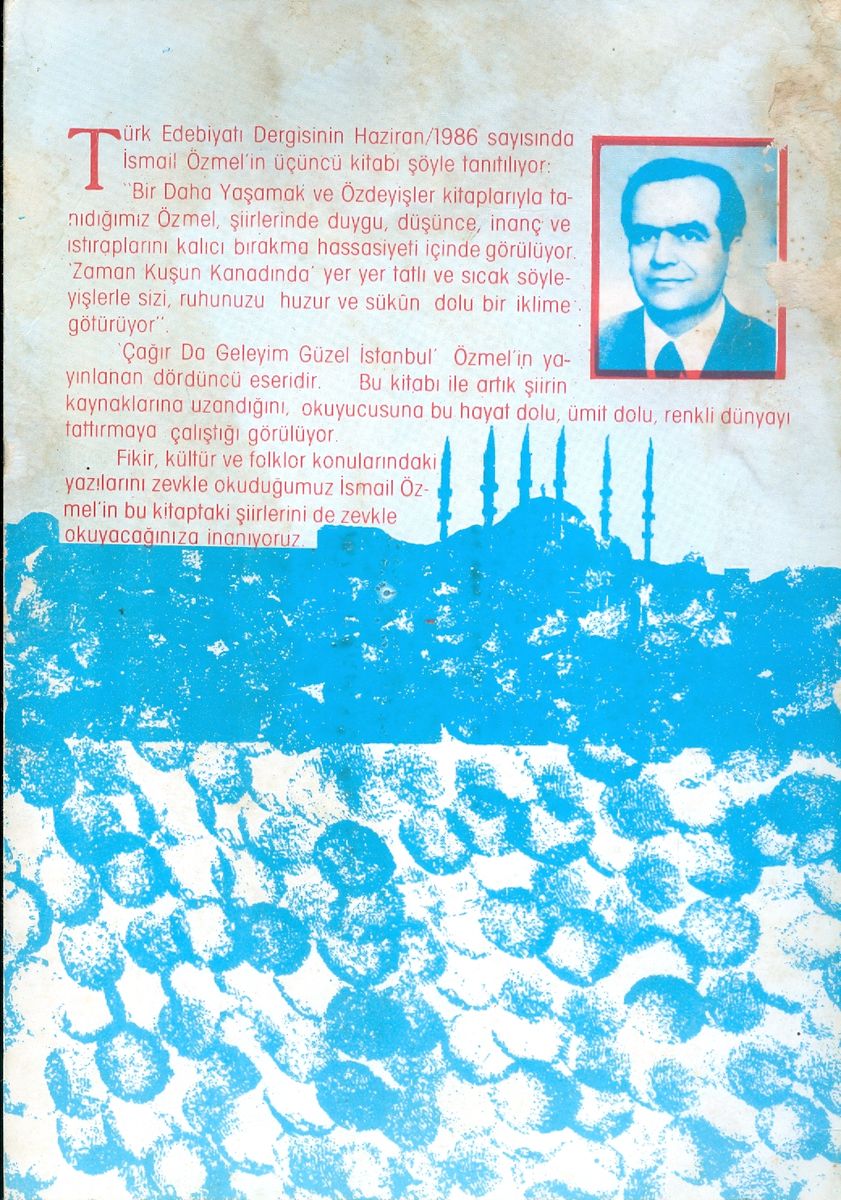 Türk Edebiyatı Dergisinin Haziran/1986 sayısında
İsmail Özmel'in üçüncü kitabı şöyle tanıtılıyor:
"Bir Daha Yaşamak ve Özdeyişler kitaplarıyla ta-
nıdığımız Özmel, şiirlerinde duygu, düşünce, inanç ve
ıstıraplarını kalıcı bırakma hassasiyeti içinde görülüyor.
'Zaman Kuşun Kanadında' yer yer tatlı ve sıcak söyle-
yişlerle sizi, ruhunuzu huzur ve sükûn dolu bir iklime
götürüyor".
'Çağır Da Geleyim Güzel İstanbul' Özmel'in ya-
yınlanan dördüncü eseridir. Bu kitabı ile artık şiirin
kaynaklarına uzandığını, okuyucusuna bu hayat dolu, ümit dolu, renkli dünyayı
tattırmaya çalıştığı görülüyor.
Fikir, kültür ve folklor konularındaki
yazılarını zevkle okuduğumuz İsmail Öz-
mel'in bu kitaptaki şiirlerini de zevkle
okuyacağınıza inanıyoruz.